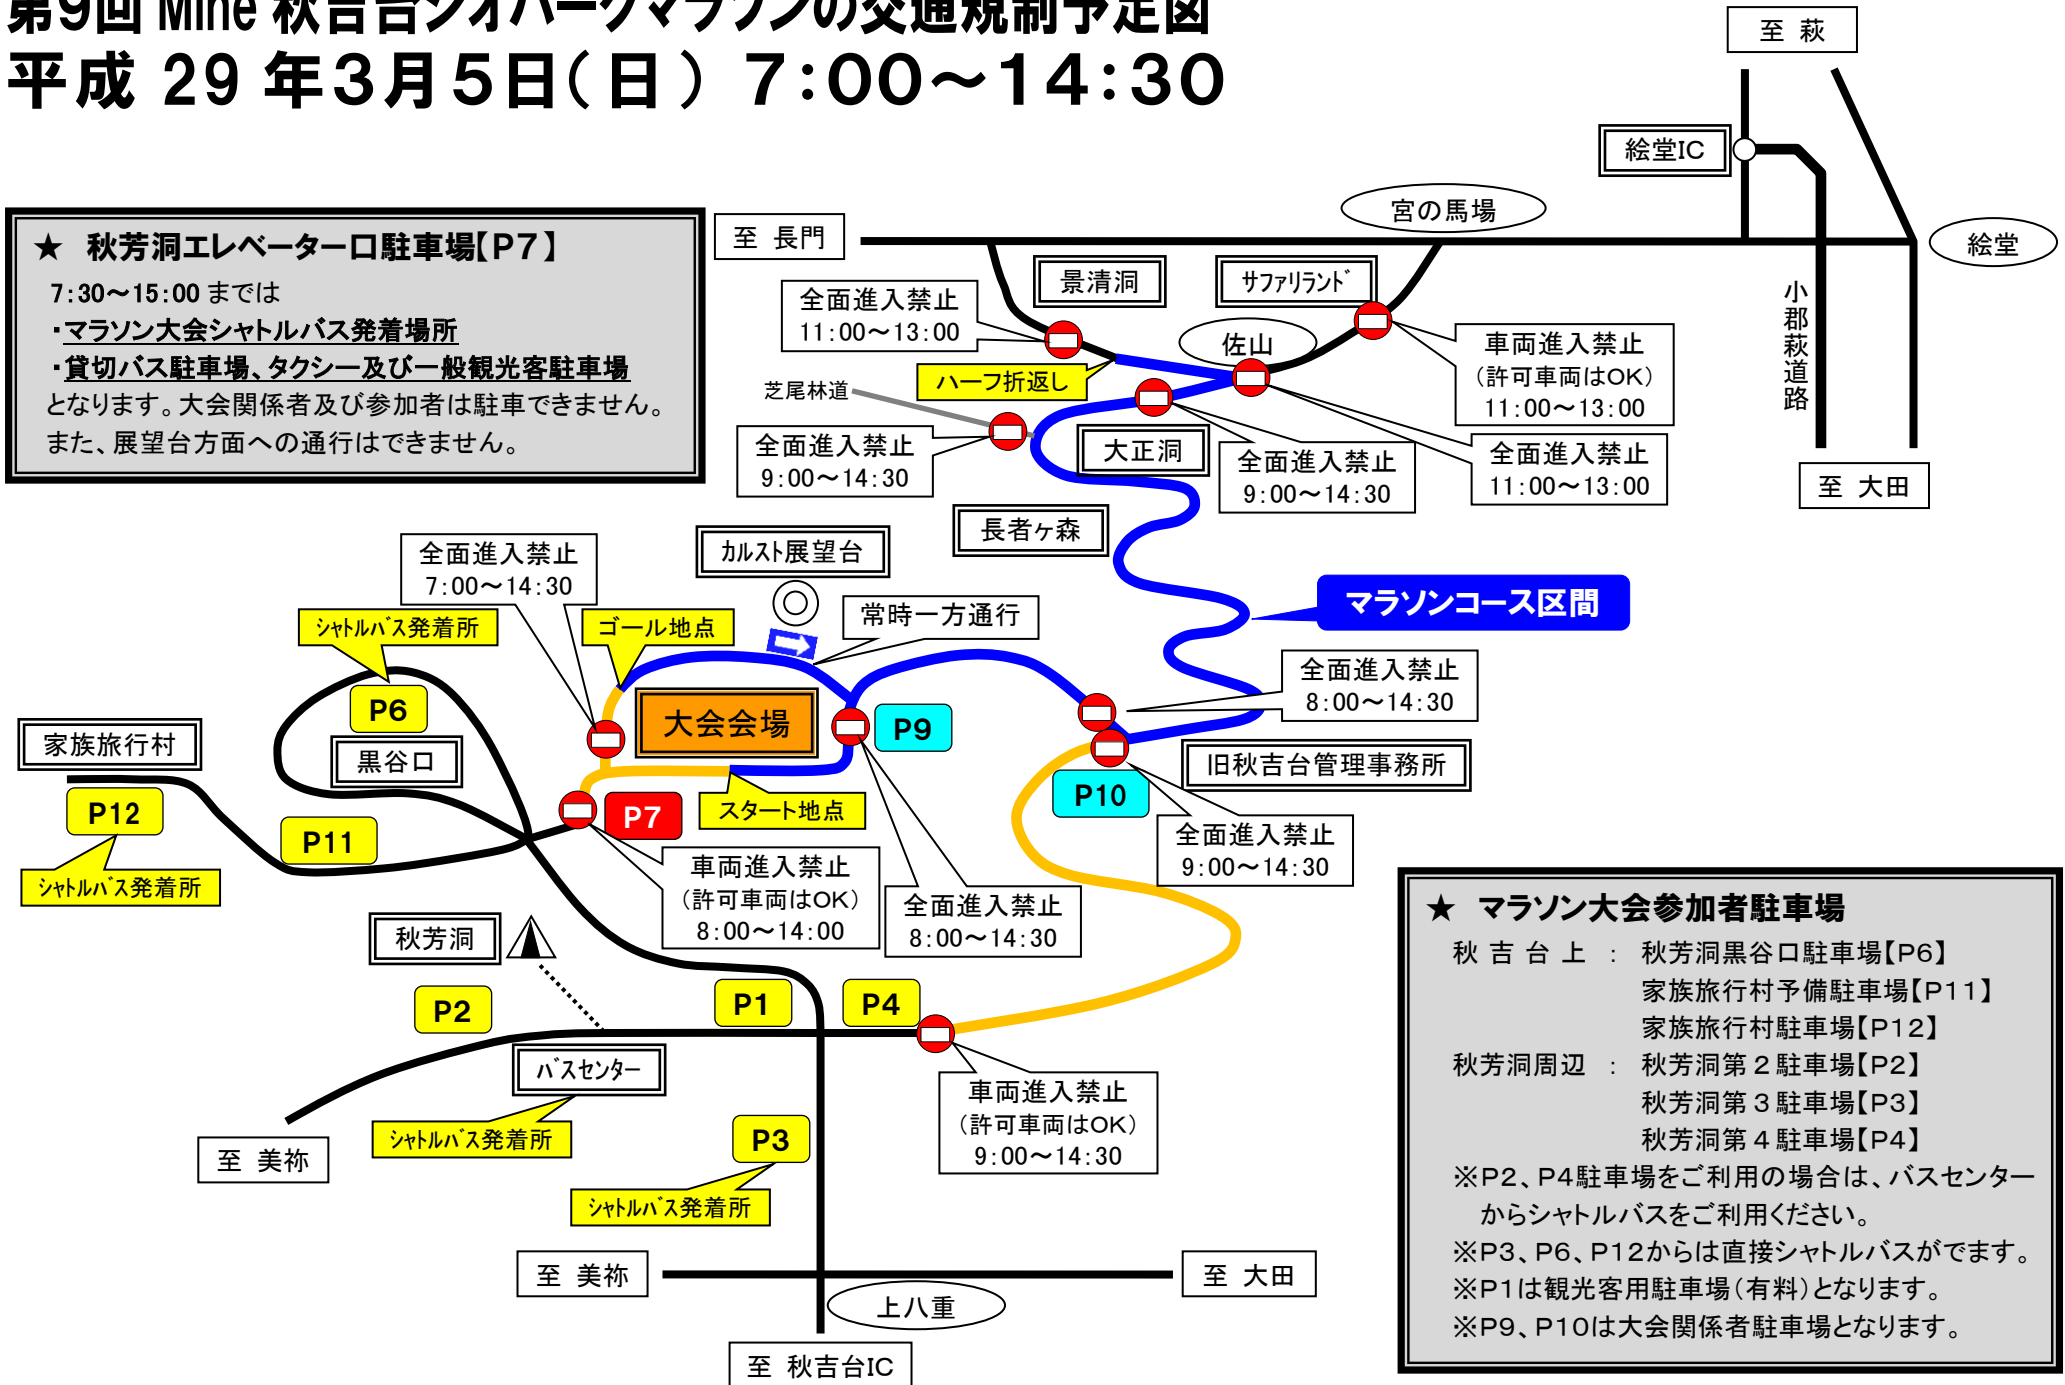 第9回 Mine 秋吉台ジオパークマラソンの交通規制予定図
平成 29 年3月5日(日) 7:00～14:30
至 萩
絵堂IC
宮の馬場
絵堂
至 長門
小郡萩道路
至 大田
★ 秋芳洞エレベーター口駐車場【P7】
7:30～15:00 までは
・マラソン大会シャトルバス発着場所
・貸切バス駐車場、タクシー及び一般観光客駐車場
となります。大会関係者及び参加者は駐車できません。
また、展望台方面への通行はできません。
景清洞
サファリランド
全面進入禁止
11:00～13:00
佐山
車両進入禁止
(許可車両はOK)
11:00～13:00
ハーフ折返し
芝尾林道
全面進入禁止
9:00～14:30
大正洞
全面進入禁止
9:00～14:30
全面進入禁止
11:00～13:00
長者ヶ森
カルスト展望台
全面進入禁止
7:00～14:30
シャトルバス発着所
ゴール地点
常時一方通行
マラソンコース区間
全面進入禁止
8:00～14:30
P6
大会会場
P9
家族旅行村
黒谷口
旧秋吉台管理事務所
P12
P11
P7
スタート地点
P10
シャトルバス発着所
車両進入禁止
(許可車両はOK)
8:00～14:00
全面進入禁止
8:00～14:30
全面進入禁止
9:00～14:30
秋芳洞
P2
P1
P4
バスセンター
シャトルバス発着所
P3
シャトルバス発着所
車両進入禁止
(許可車両はOK)
9:00～14:30
至 美祢
至 美祢
至 大田
上八重
至 秋吉台IC
★ マラソン大会参加者駐車場
秋吉台上 : 秋芳洞黒谷口駐車場【P6】
家族旅行村予備駐車場【P11】
家族旅行村駐車場【P12】
秋芳洞周辺 : 秋芳洞第2駐車場【P2】
秋芳洞第3駐車場【P3】
秋芳洞第4駐車場【P4】
※P2、P4駐車場をご利用の場合は、バスセンター
からシャトルバスをご利用ください。
※P3、P6、P12からは直接シャトルバスがでます。
※P1は観光客用駐車場(有料)となります。
※P9、P10は大会関係者駐車場となります。